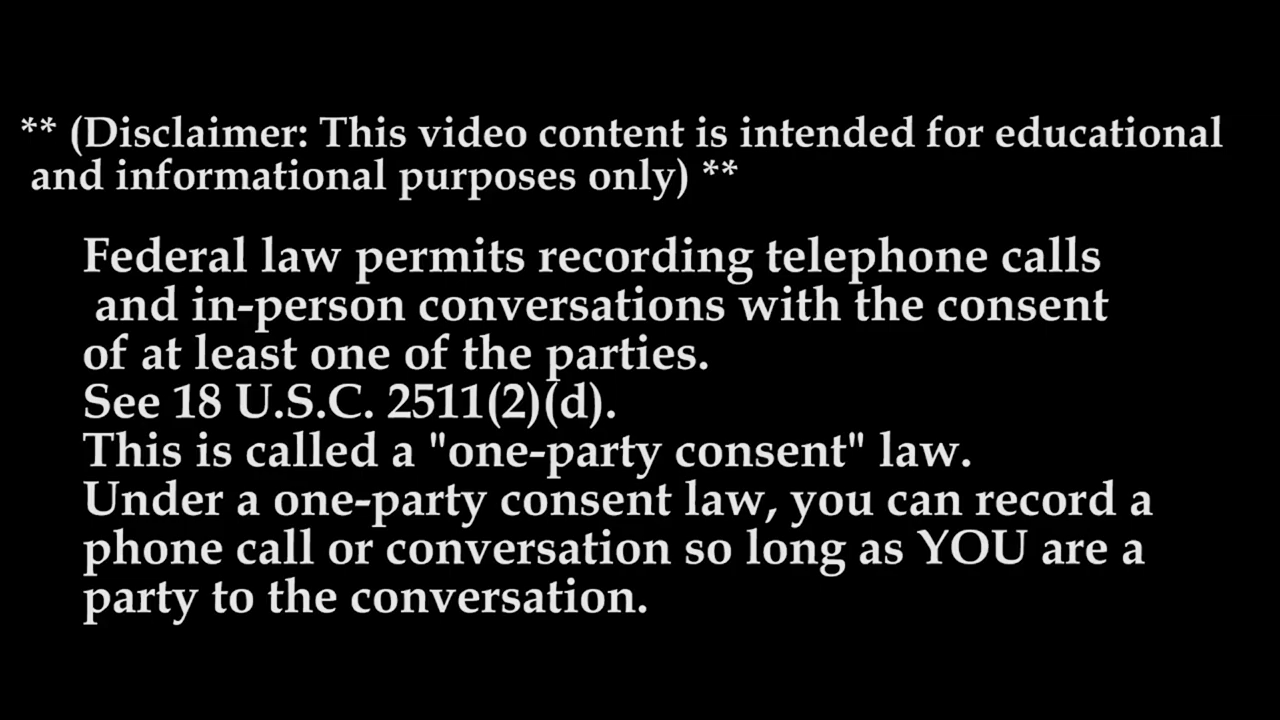 ** (Disclaimer: This video content is intended for educational
and informational purposes only) **
Federal law permits recording telephone calls
and in-person conversations with the consent
of at least one of the parties.
See 18 U.S.C. 2511(2)(d).
This is called a "one-party consent" law.
Under a one-party consent law, you can record a
phone call or conversation so long as YOU are a
party to the conversation.